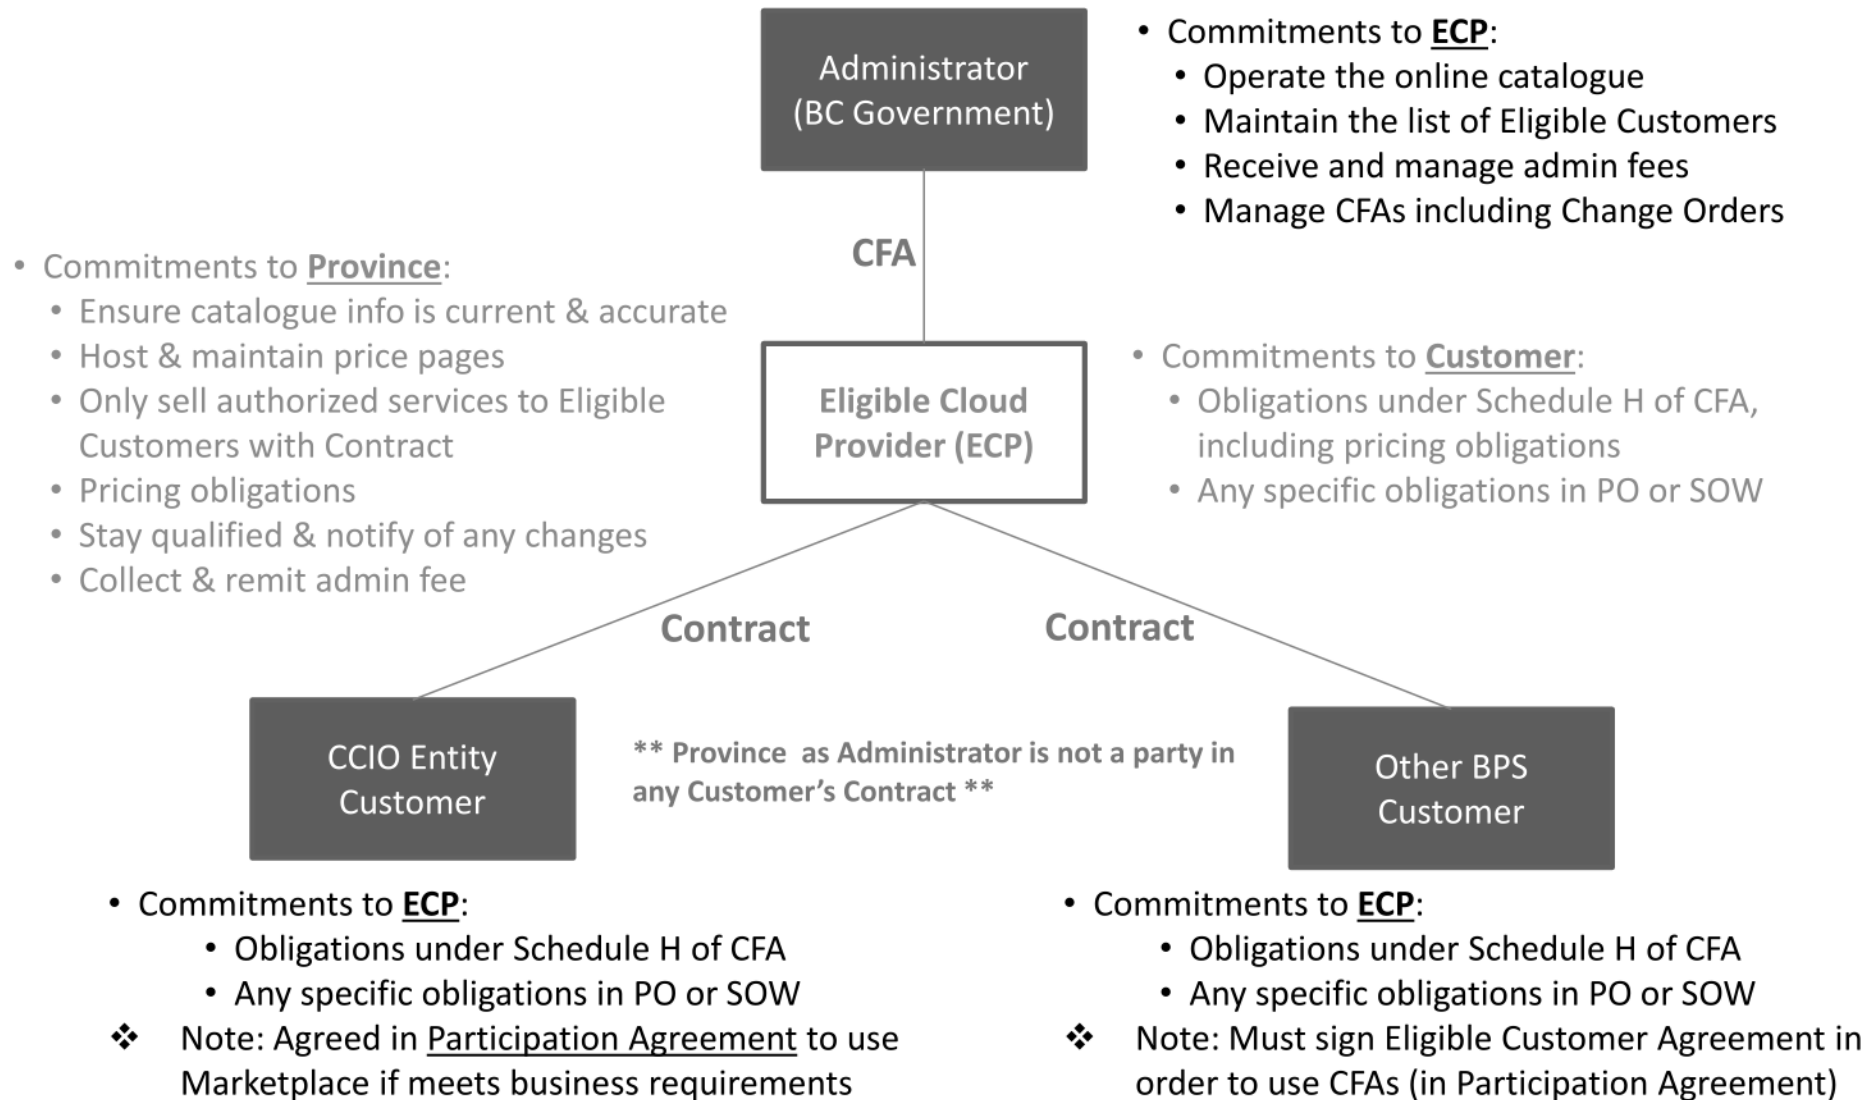 Administrator
(BC Government)
• Commitments to ECP:
• Operate the online catalogue
• Maintain the list of Eligible Customers
• Receive and manage admin fees
• Manage CFAs including Change Orders
CFA
• Commitments to Province:
• Ensure catalogue info is current & accurate
• Host & maintain price pages
• Only sell authorized services to Eligible
Customers with Contract
• Pricing obligations
• Stay qualified & notify of any changes
• Collect & remit admin fee
Eligible Cloud
Provider (ECP)
• Commitments to Customer:
• Obligations under Schedule H of CFA,
including pricing obligations
• Any specific obligations in PO or SOW
Contract
Contract
CCIO Entity
Customer
** Province  as Administrator is not a party in
any Customer’s Contract **
Other BPS
Customer
• Commitments to ECP:
• Obligations under Schedule H of CFA
• Any specific obligations in PO or SOW
❖ Note: Agreed in Participation Agreement to use
Marketplace if meets business requirements
• Commitments to ECP:
• Obligations under Schedule H of CFA
• Any specific obligations in PO or SOW
❖ Note: Must sign Eligible Customer Agreement in
order to use CFAs (in Participation Agreement)